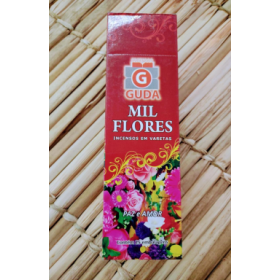 G
GUDA
MIL
FLORES
INCENSOS EM VARETAS
PAZ e AMOR